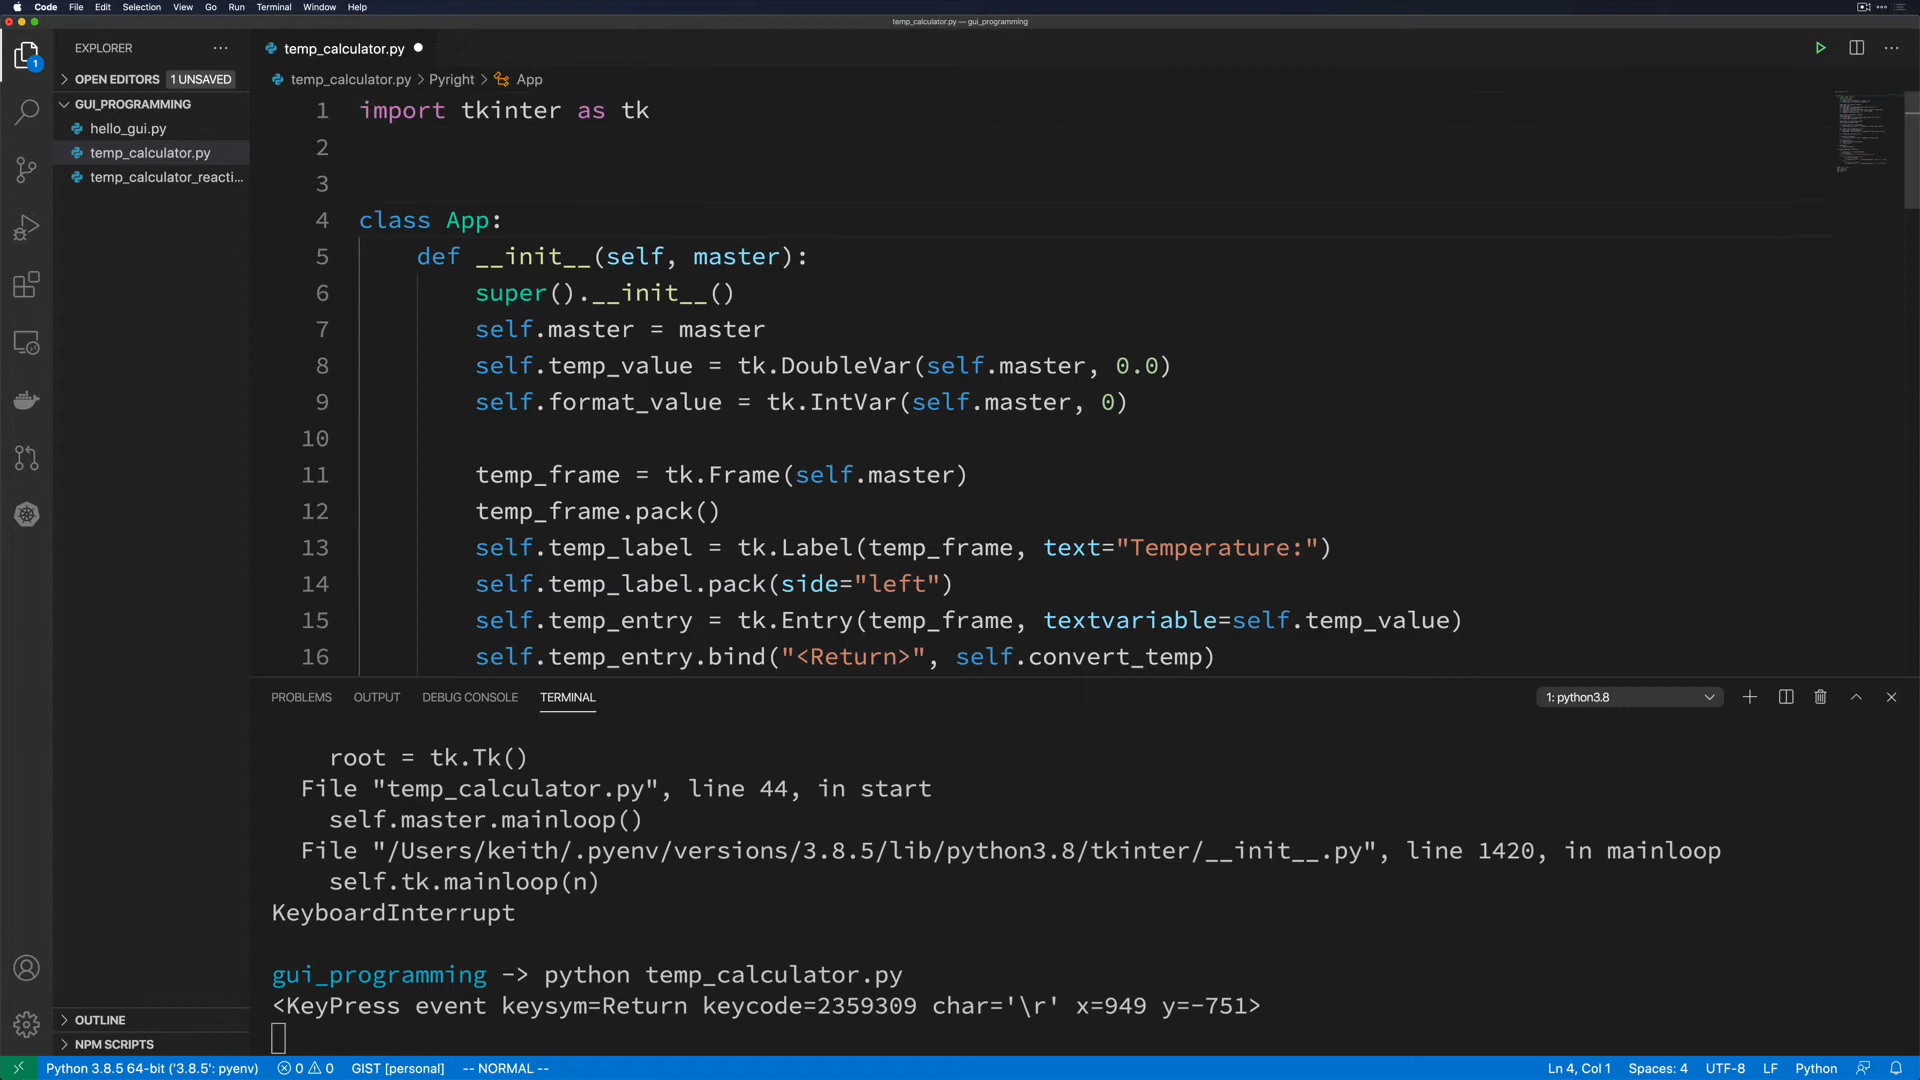 Code File Edit Selection View Go Run Terminal Window Help
temp_calculator.py — gui_programming
EXPLORER
temp_calculator.py
OPEN EDITORS 1 UNSAVED
temp_calculator.py > Pyright > App
GUI_PROGRAMMING
hello_gui.py
temp_calculator.py
temp_calculator_reacti...
1 import tkinter as tk
2
3
4 class App:
5 def __init__(self, master):
6 super().__init__()
7 self.master = master
8 self.temp_value = tk.DoubleVar(self.master, 0.0)
9 self.format_value = tk.IntVar(self.master, 0)
10
11 temp_frame = tk.Frame(self.master)
12 temp_frame.pack()
13 self.temp_label = tk.Label(temp_frame, text="Temperature:")
14 self.temp_label.pack(side="left")
15 self.temp_entry = tk.Entry(temp_frame, textvariable=self.temp_value)
16 self.temp_entry.bind("<Return>", self.convert_temp)
PROBLEMS OUTPUT DEBUG CONSOLE TERMINAL 1: python3.8
root = tk.Tk()
File "temp_calculator.py", line 44, in start
self.master.mainloop()
File "/Users/keith/.pyenv/versions/3.8.5/lib/python3.8/tkinter/__init__.py", line 1420, in mainloop
self.tk.mainloop(n)
KeyboardInterrupt
gui_programming -> python temp_calculator.py
<KeyPress event keysym=Return keycode=2359309 char='\r' x=949 y=-751>
1
OUTLINE
NPM SCRIPTS
Python 3.8.5 64-bit ('3.8.5': pyenv) 0 0 GIST [personal] -- NORMAL -- Ln 4, Col 1 Spaces: 4 UTF-8 LF Python